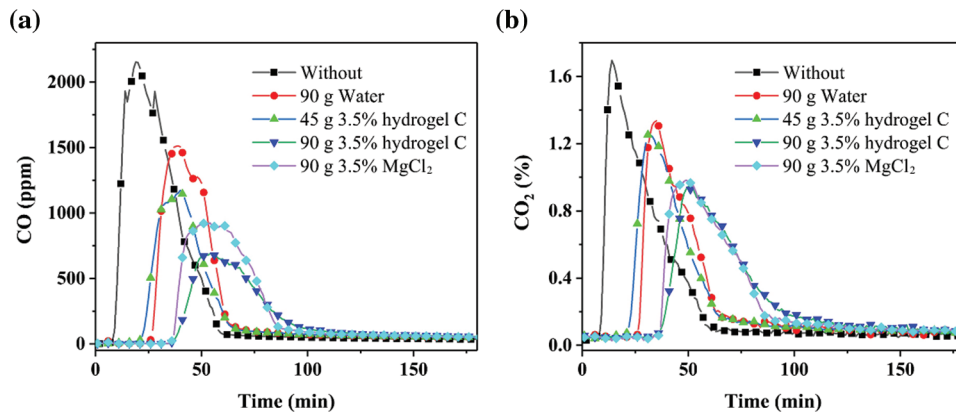 (a)
CO (ppm)
2000
1500
1000
500
0
Without
90 g Water
45 g 3.5% hydrogel C
90 g 3.5% hydrogel C
90 g 3.5% MgCl₂
0 50 100 150
Time (min)
(b)
CO₂ (%)
1.6
1.2
0.8
0.4
0.0
Without
90 g Water
45 g 3.5% hydrogel C
90 g 3.5% hydrogel C
90 g 3.5% MgCl₂
0 50 100 150
Time (min)